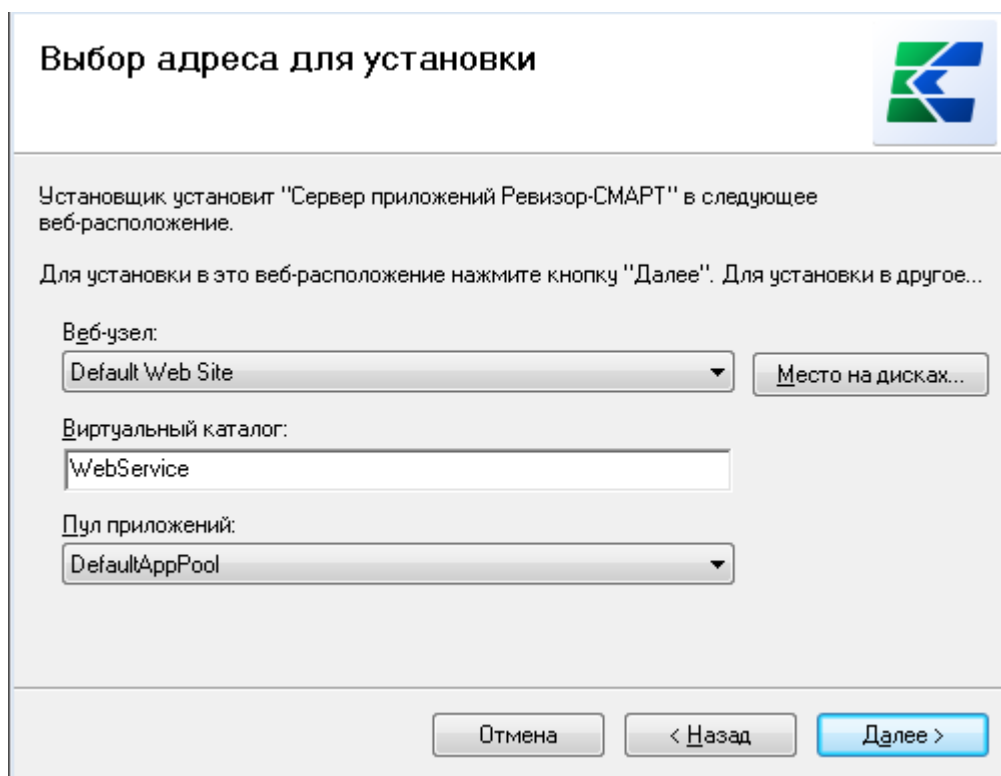 Выбор адреса для установки
Установщик установит "Сервер приложений Ревизор-СМАРТ" в следующее
веб-расположение.
Для установки в это веб-расположение нажмите кнопку "Далее". Для установки в другое...
Веб-узел:
Default Web Site
Место на дисках...
Виртуальный каталог:
WebService
Пул приложений:
DefaultAppPool
Отмена
< Назад
Далее >